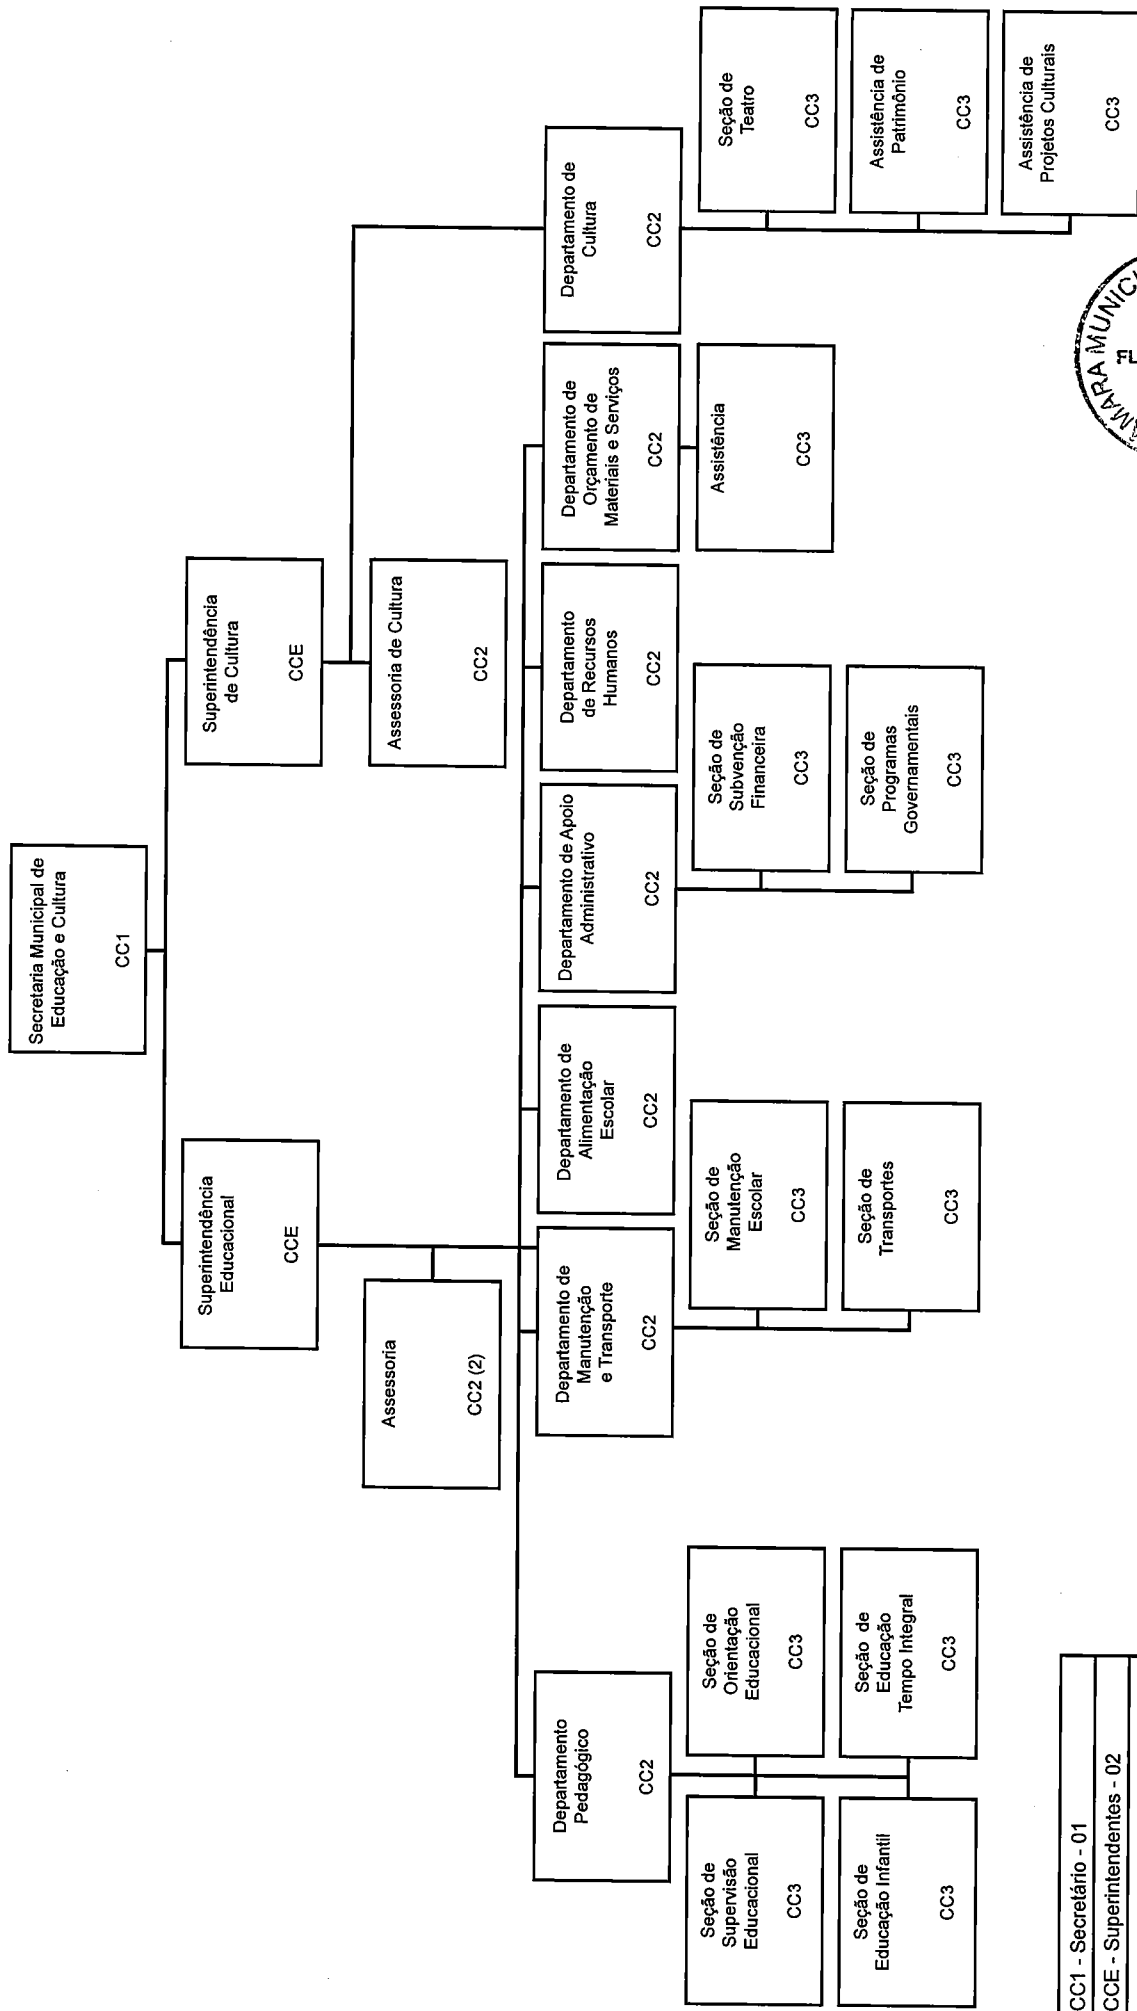 Secretaria Municipal de
Educação e Cultura
CC1
Superintendência
Educacional
CCE
Superintendência
de Cultura
CCE
Assessoria
CC2 (2)
Assessoria de Cultura
CC2
Departamento
Pedagógico
CC2
Departamento de
Manutenção
e Transporte
CC2
Departamento de
Alimentação
Escolar
CC2
Departamento de Apoio
Administrativo
CC2
Departamento
de Recursos
Humanos
CC2
Departamento de
Orçamento de
Materiais e Serviços
CC2
Departamento de
Cultura
CC2
Seção de
Supervisão
Educacional
CC3
Seção de
Orientação
Educacional
CC3
Seção de
Manutenção
Escolar
CC3
Seção de
Subvenção
Financeira
CC3
Assistência
CC3
Seção de
Teatro
CC3
Seção de
Educação Infantil
CC3
Seção de
Educação
Tempo Integral
CC3
Seção de
Transportes
CC3
Seção de
Programas
Governamentais
CC3
Assistência de
Patrimônio
CC3
Assistência de
Projetos Culturais
CC3
CC1 - Secretário - 01
CCE - Superintendentes - 02